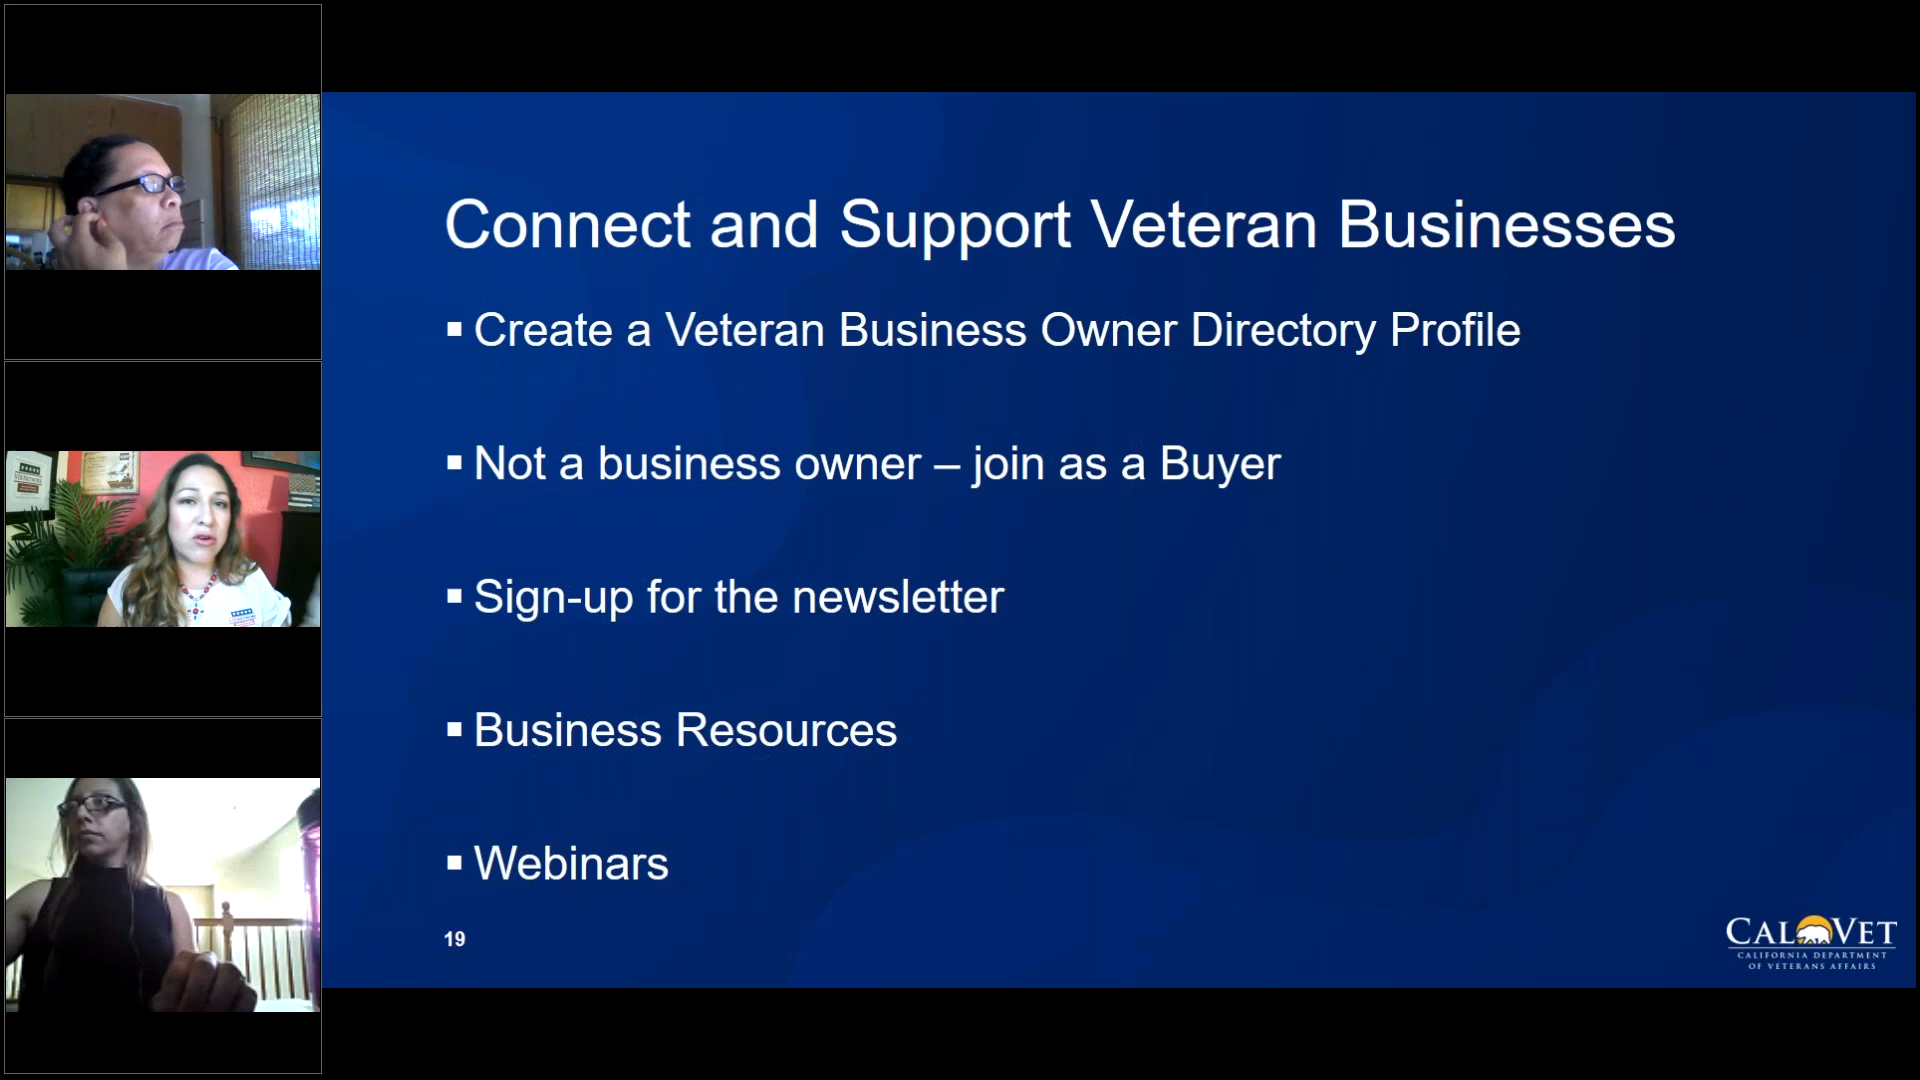 Connect and Support Veteran Businesses
▪ Create a Veteran Business Owner Directory Profile
▪ Not a business owner – join as a Buyer
▪ Sign-up for the newsletter
▪ Business Resources
▪ Webinars
19
CALVET
CALIFORNIA DEPARTMENT
OF VETERANS AFFAIRS